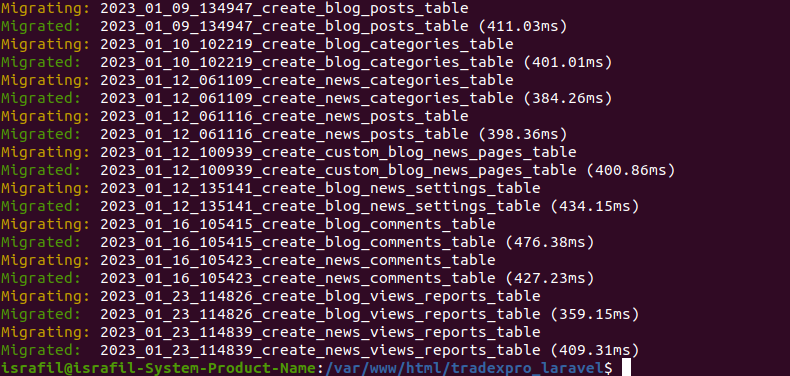 Migrating: 2023_01_09_134947_create_blog_posts_table
Migrated:  2023_01_09_134947_create_blog_posts_table (411.03ms)
Migrating: 2023_01_10_102219_create_blog_categories_table
Migrated:  2023_01_10_102219_create_blog_categories_table (401.01ms)
Migrating: 2023_01_12_061109_create_news_categories_table
Migrated:  2023_01_12_061109_create_news_categories_table (384.26ms)
Migrating: 2023_01_12_061116_create_news_posts_table
Migrated:  2023_01_12_061116_create_news_posts_table (398.36ms)
Migrating: 2023_01_12_100939_create_custom_blog_news_pages_table
Migrated:  2023_01_12_100939_create_custom_blog_news_pages_table (400.86ms)
Migrating: 2023_01_12_135141_create_blog_news_settings_table
Migrated:  2023_01_12_135141_create_blog_news_settings_table (434.15ms)
Migrating: 2023_01_16_105415_create_blog_comments_table
Migrated:  2023_01_16_105415_create_blog_comments_table (476.38ms)
Migrating: 2023_01_16_105423_create_news_comments_table
Migrated:  2023_01_16_105423_create_news_comments_table (427.23ms)
Migrating: 2023_01_23_114826_create_blog_views_reports_table
Migrated:  2023_01_23_114826_create_blog_views_reports_table (359.15ms)
Migrating: 2023_01_23_114839_create_news_views_reports_table
Migrated:  2023_01_23_114839_create_news_views_reports_table (409.31ms)
israfil@israfil-System-Product-Name:/var/www/html/tradexpro_laravel$